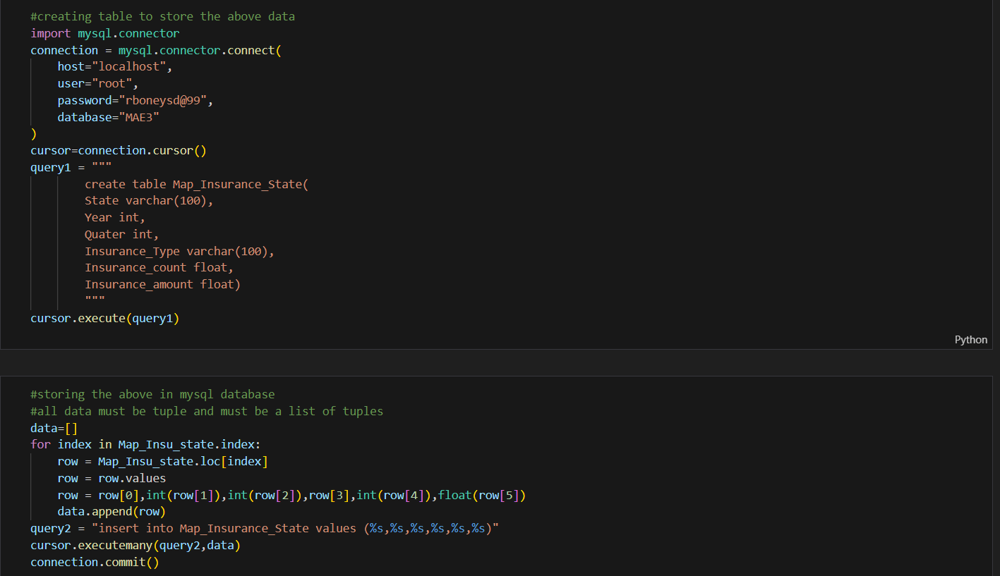 #creating table to store the above data
import mysql.connector
connection = mysql.connector.connect(
    host="localhost",
    user="root",
    password="rboneysd@99",
    database="MAE3"
)
cursor=connection.cursor()
query1 = """
        create table Map_Insurance_State(
        State varchar(100),
        Year int,
        Quater int,
        Insurance_Type varchar(100),
        Insurance_count float,
        Insurance_amount float)
        """
cursor.execute(query1)
Python
#storing the above in mysql database
#all data must be tuple and must be a list of tuples
data=[]
for index in Map_Insu_state.index:
    row = Map_Insu_state.loc[index]
    row = row.values
    row = row[0],int(row[1]),int(row[2]),row[3],int(row[4]),float(row[5])
    data.append(row)
query2 = "insert into Map_Insurance_State values (%s,%s,%s,%s,%s,%s)"
cursor.executemany(query2,data)
connection.commit()